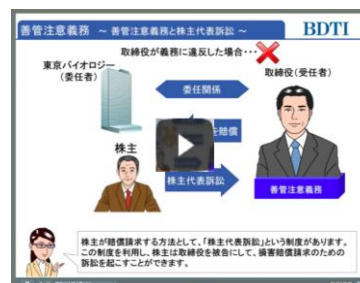 善管注意義務 ～ 善管注意義務と株主代表訴訟 ～
BDTI
取締役が義務に違反した場合・・・
東京バイオロジー
(委任者)
取締役(受任者)
委任関係
を賠償
株主
株主代表訴訟
善管注意義務
株主が賠償請求する方法として、「株主代表訴訟」という制度があります。
この制度を利用し、株主は取締役を被告にして、損害賠償請求のための
訴訟を起こすことができます。